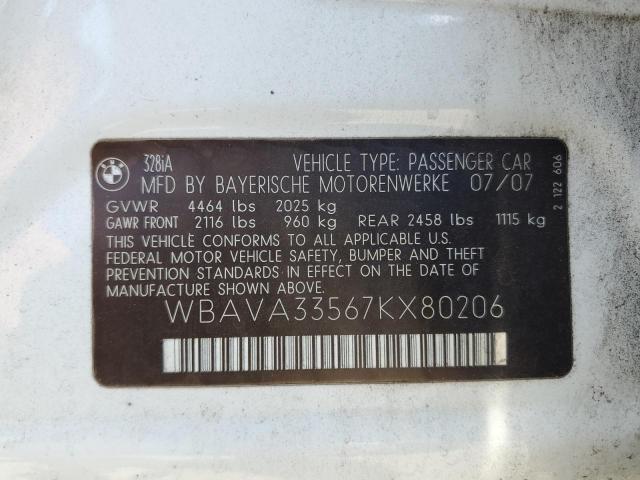 BMW
328iA VEHICLE TYPE: PASSENGER CAR
MFD BY BAYERISCHE MOTORENWERKE 07/07
GVWR 4464 lbs 2025 kg
GAWR FRONT 2116 lbs 960 kg REAR 2458 lbs 1115 kg
THIS VEHICLE CONFORMS TO ALL APPLICABLE U.S.
FEDERAL MOTOR VEHICLE SAFETY, BUMPER AND THEFT
PREVENTION STANDARDS IN EFFECT ON THE DATE OF
MANUFACTURE SHOWN ABOVE.
WBAVA33567KX80206
2 122 606